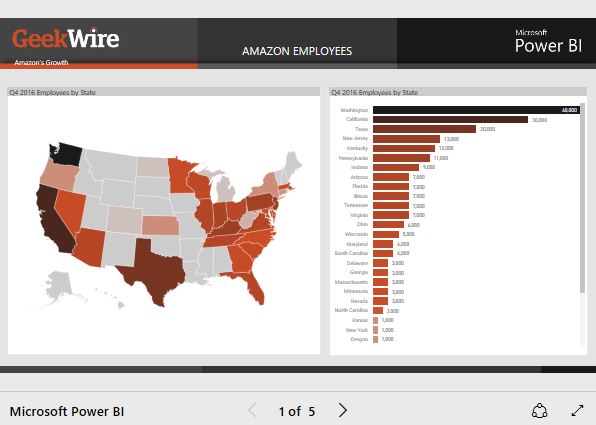 GeekWire
Amazon's Growth
AMAZON EMPLOYEES
Microsoft
Power BI
Q4 2016 Employees by State
Q4 2016 Employees by State
Washington 40,000
California 30,000
Texas 20,000
New Jersey 13,000
Kentucky 12,000
Pennsylvania 11,000
Indiana 9,000
Arizona 7,000
Florida 7,000
Illinois 7,000
Tennessee 7,000
Virginia 7,000
Ohio 6,000
Wisconsin 5,000
Maryland 4,000
South Carolina 4,000
Delaware 3,000
Georgia 3,000
Massachusetts 3,000
Minnesota 3,000
Nevada 3,000
North Carolina 2,000
Kansas 1,000
New York 1,000
Oregon 1,000
Microsoft Power BI
1 of 5